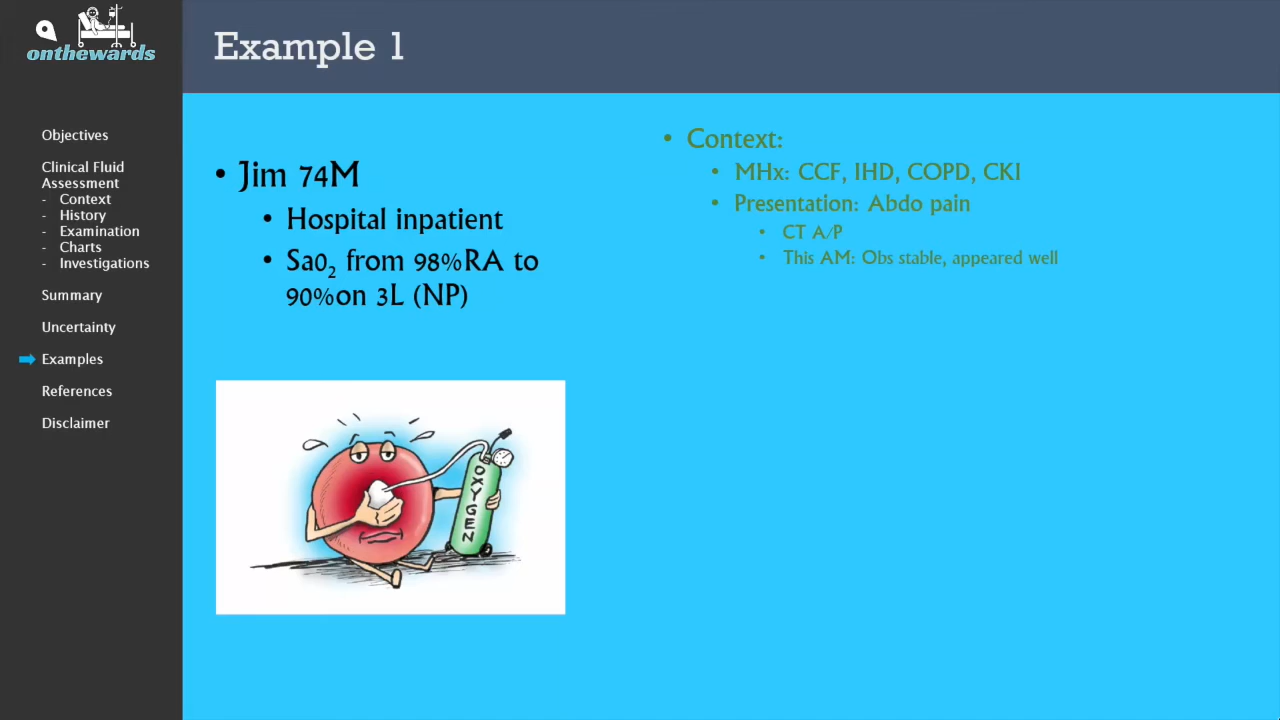 onthewards
Example 1
Objectives
Clinical Fluid
Assessment
- Context
- History
- Examination
- Charts
- Investigations
Summary
Uncertainty
Examples
References
Disclaimer
• Jim 74M
• Hospital inpatient
• Sa0₂ from 98%RA to
90%on 3L (NP)
OXYGEN
• Context:
• MHx: CCF, IHD, COPD, CKI
• Presentation: Abdo pain
• CT A/P
• This AM: Obs stable, appeared well